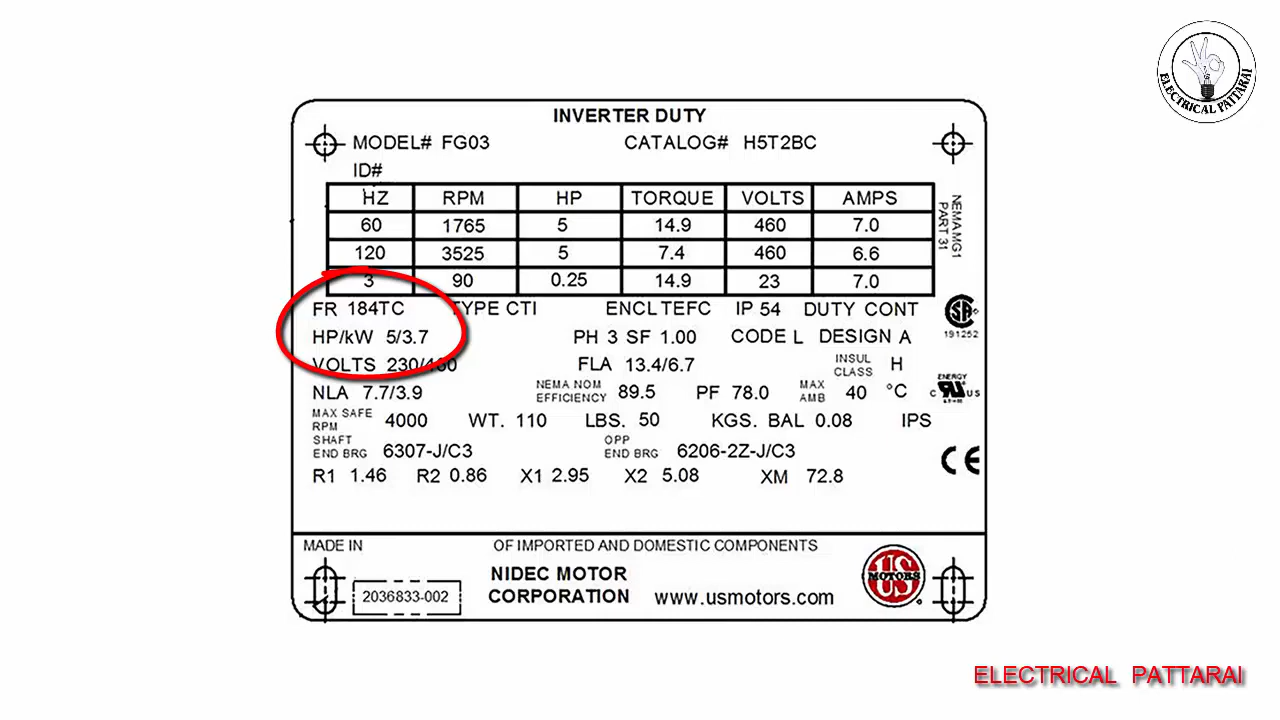 ELECTRICAL PATTARAI
INVERTER DUTY
MODEL# FG03 CATALOG# H5T2BC
ID#
HZ RPM HP TORQUE VOLTS AMPS
60 1765 5 14.9 460 7.0
120 3525 5 7.4 460 6.6
3 90 0.25 14.9 23 7.0
NEMA MG1
PART 31
FR 184TC TYPE CTI ENCL TEFC IP 54 DUTY CONT
HP/kW 5/3.7 PH 3 SF 1.00 CODE L DESIGN A
SA
191252
VOLTS 230/460 FLA 13.4/6.7 INSUL CLASS H
NLA 7.7/3.9 NEMA NOM EFFICIENCY 89.5 PF 78.0 MAX AMB 40 °C
ENERGY
C US
MAX SAFE RPM 4000 WT. 110 LBS. 50 KGS. BAL 0.08 IPS
SHAFT END BRG 6307-J/C3 OPP END BRG 6206-2Z-J/C3
CE
R1 1.46 R2 0.86 X1 2.95 X2 5.08 XM 72.8
MADE IN OF IMPORTED AND DOMESTIC COMPONENTS
NIDEC MOTOR
CORPORATION www.usmotors.com
2036833-002
US
MOTORS
ELECTRICAL PATTARAI